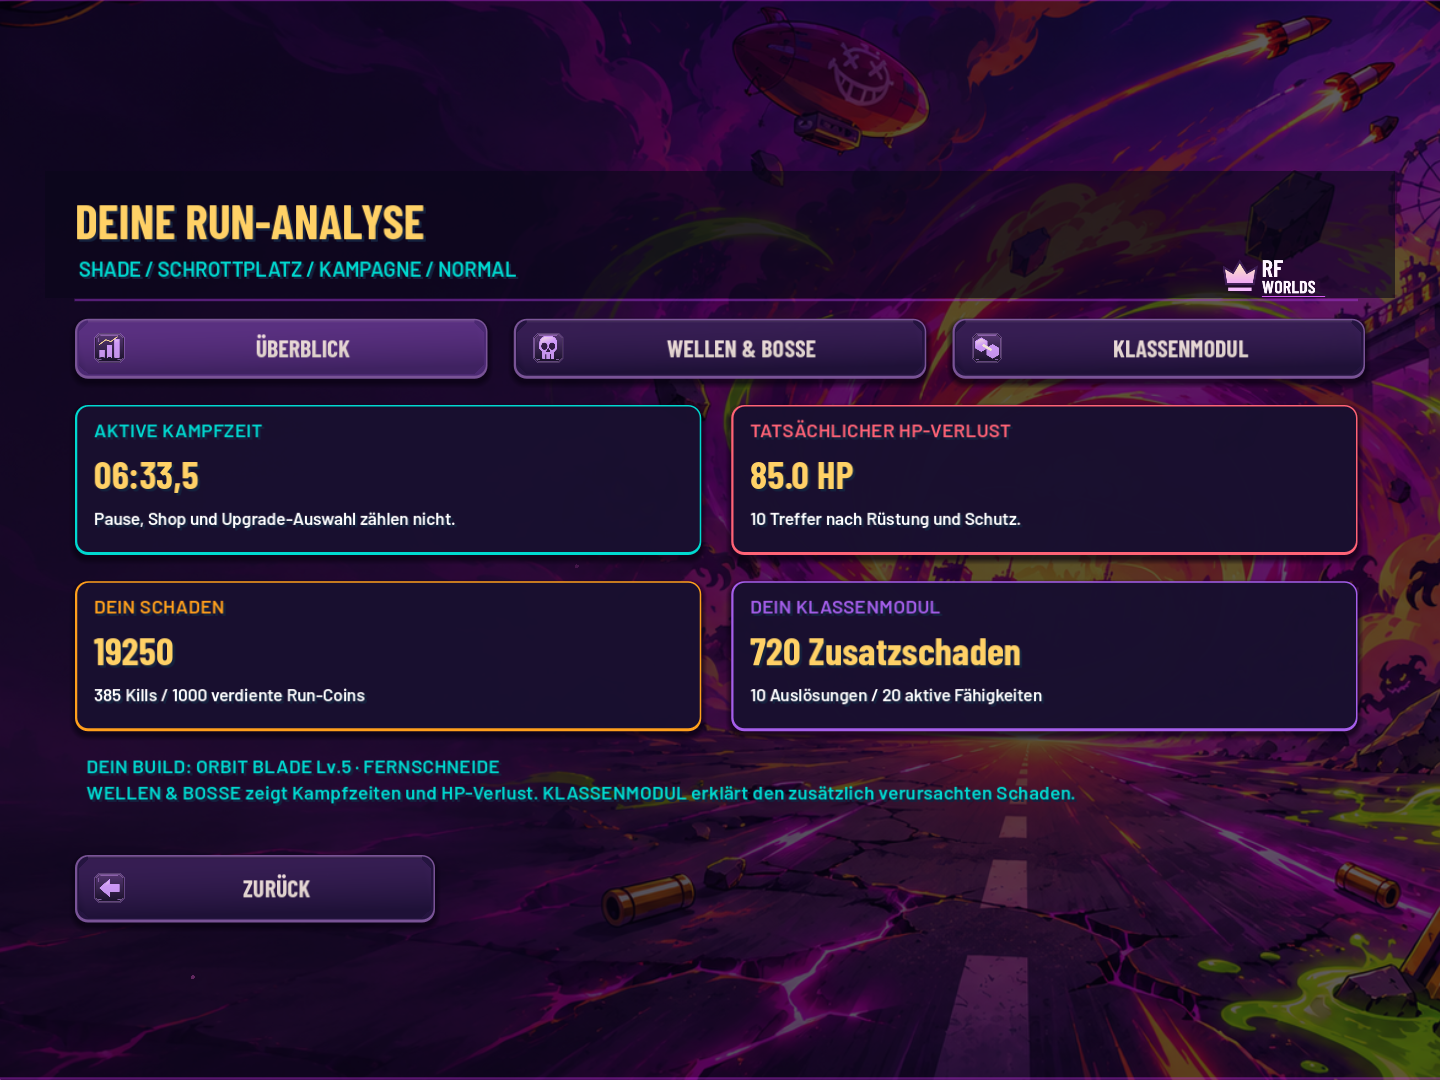 DEINE RUN-ANALYSE
SHADE / SCHROTTPLATZ / KAMPAGNE / NORMAL
RF
WORLDS
ÜBERBLICK
WELLEN & BOSSE
KLASSENMODUL
AKTIVE KAMPFZEIT
06:33,5
Pause, Shop und Upgrade-Auswahl zählen nicht.
TATSÄCHLICHER HP-VERLUST
85.0 HP
10 Treffer nach Rüstung und Schutz.
DEIN SCHADEN
19250
385 Kills / 1000 verdiente Run-Coins
DEIN KLASSENMODUL
720 Zusatzschaden
10 Auslösungen / 20 aktive Fähigkeiten
DEIN BUILD: ORBIT BLADE Lv.5 · FERNSCHNEIDE
WELLEN & BOSSE zeigt Kampfzeiten und HP-Verlust. KLASSENMODUL erklärt den zusätzlich verursachten Schaden.
ZURÜCK